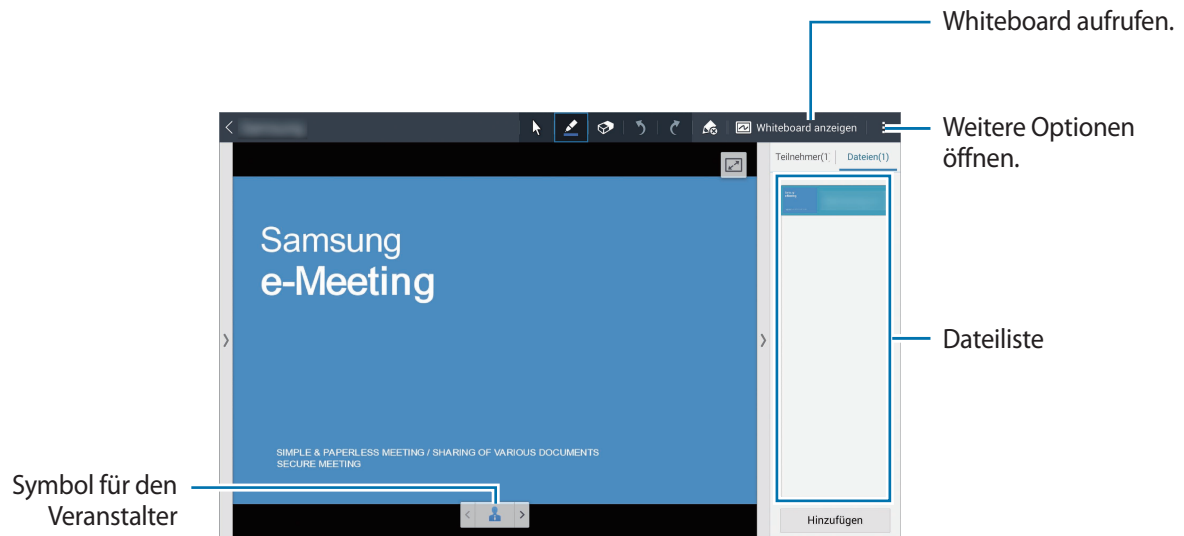 Whiteboard aufrufen.
Whiteboard anzeigen
Weitere Optionen
öffnen.
Teilnehmer(1
Dateien(1)
Samsung
e-Meeting
Dateiliste
SIMPLE & PAPERLESS MEETING / SHARING OF VARIOUS DOCUMENTS
SECURE MEETING
Symbol für den
Veranstalter
Hinzufügen